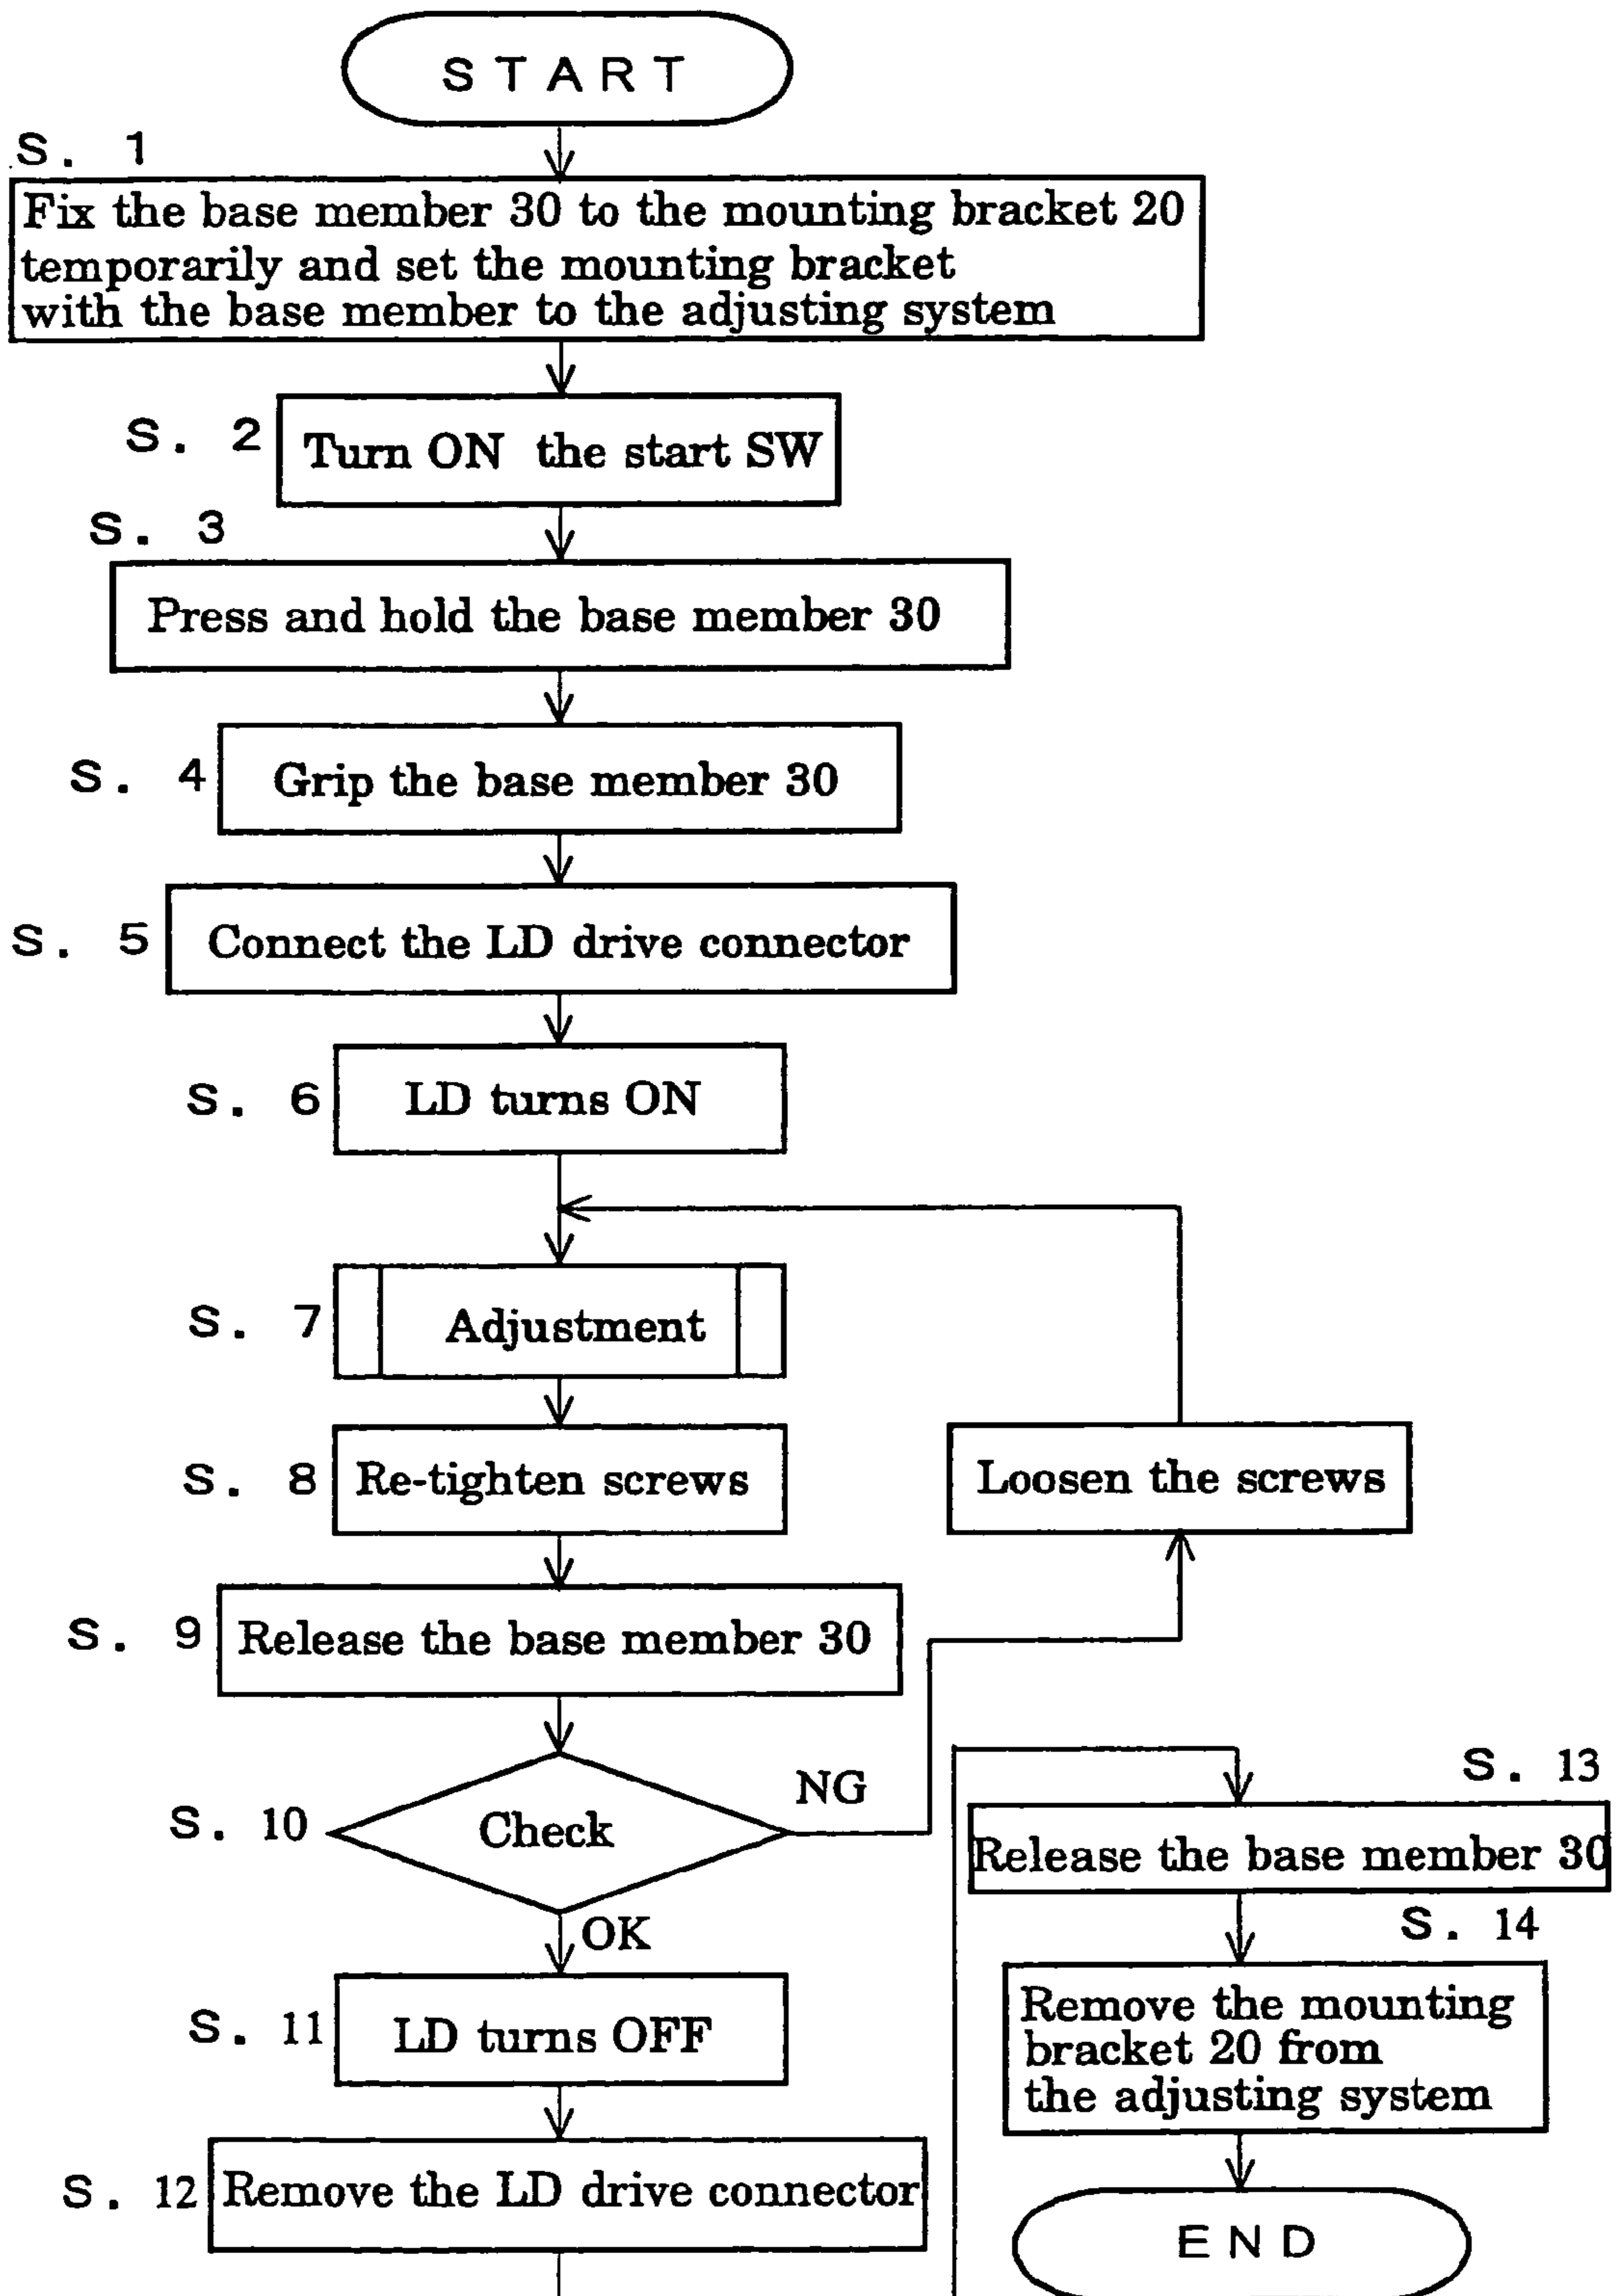 START
S. 1
Fix the base member 30 to the mounting bracket 20
temporarily and set the mounting bracket
with the base member to the adjusting system
S. 2
Turn ON the start SW
S. 3
Press and hold the base member 30
S. 4
Grip the base member 30
S. 5
Connect the LD drive connector
S. 6
LD turns ON
S. 7
Adjustment
S. 8
Re-tighten screws
Loosen the screws
S. 9
Release the base member 30
S. 10
Check
NG
OK
S. 11
LD turns OFF
S. 12
Remove the LD drive connector
S. 13
Release the base member 30
S. 14
Remove the mounting
bracket 20 from
the adjusting system
END